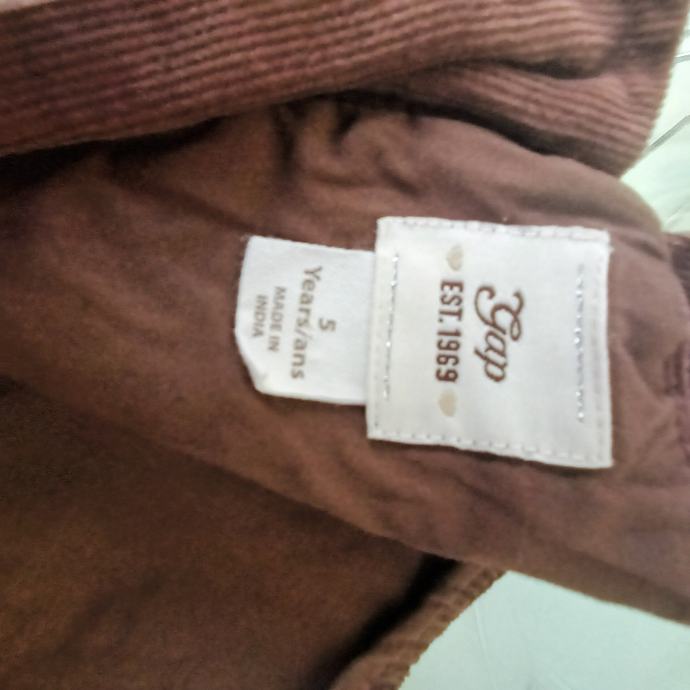 Gap
EST. 1969
5
Years/ans
MADE IN
INDIA